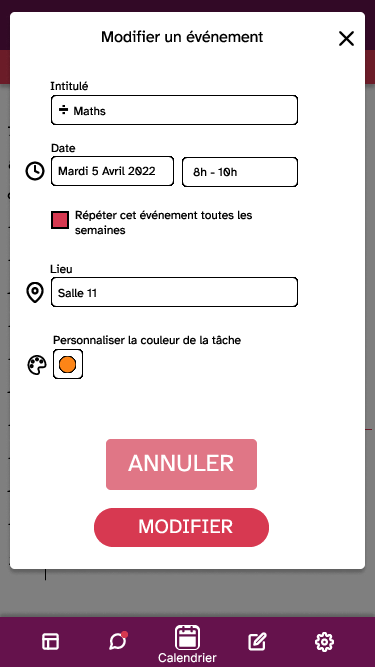 Modifier un événement
Intitulé
÷ Maths
Date
Mardi 5 Avril 2022
8h - 10h
Répéter cet événement toutes les
semaines
Lieu
Salle 11
Personnaliser la couleur de la tâche
ANNULER
MODIFIER
Calendrier